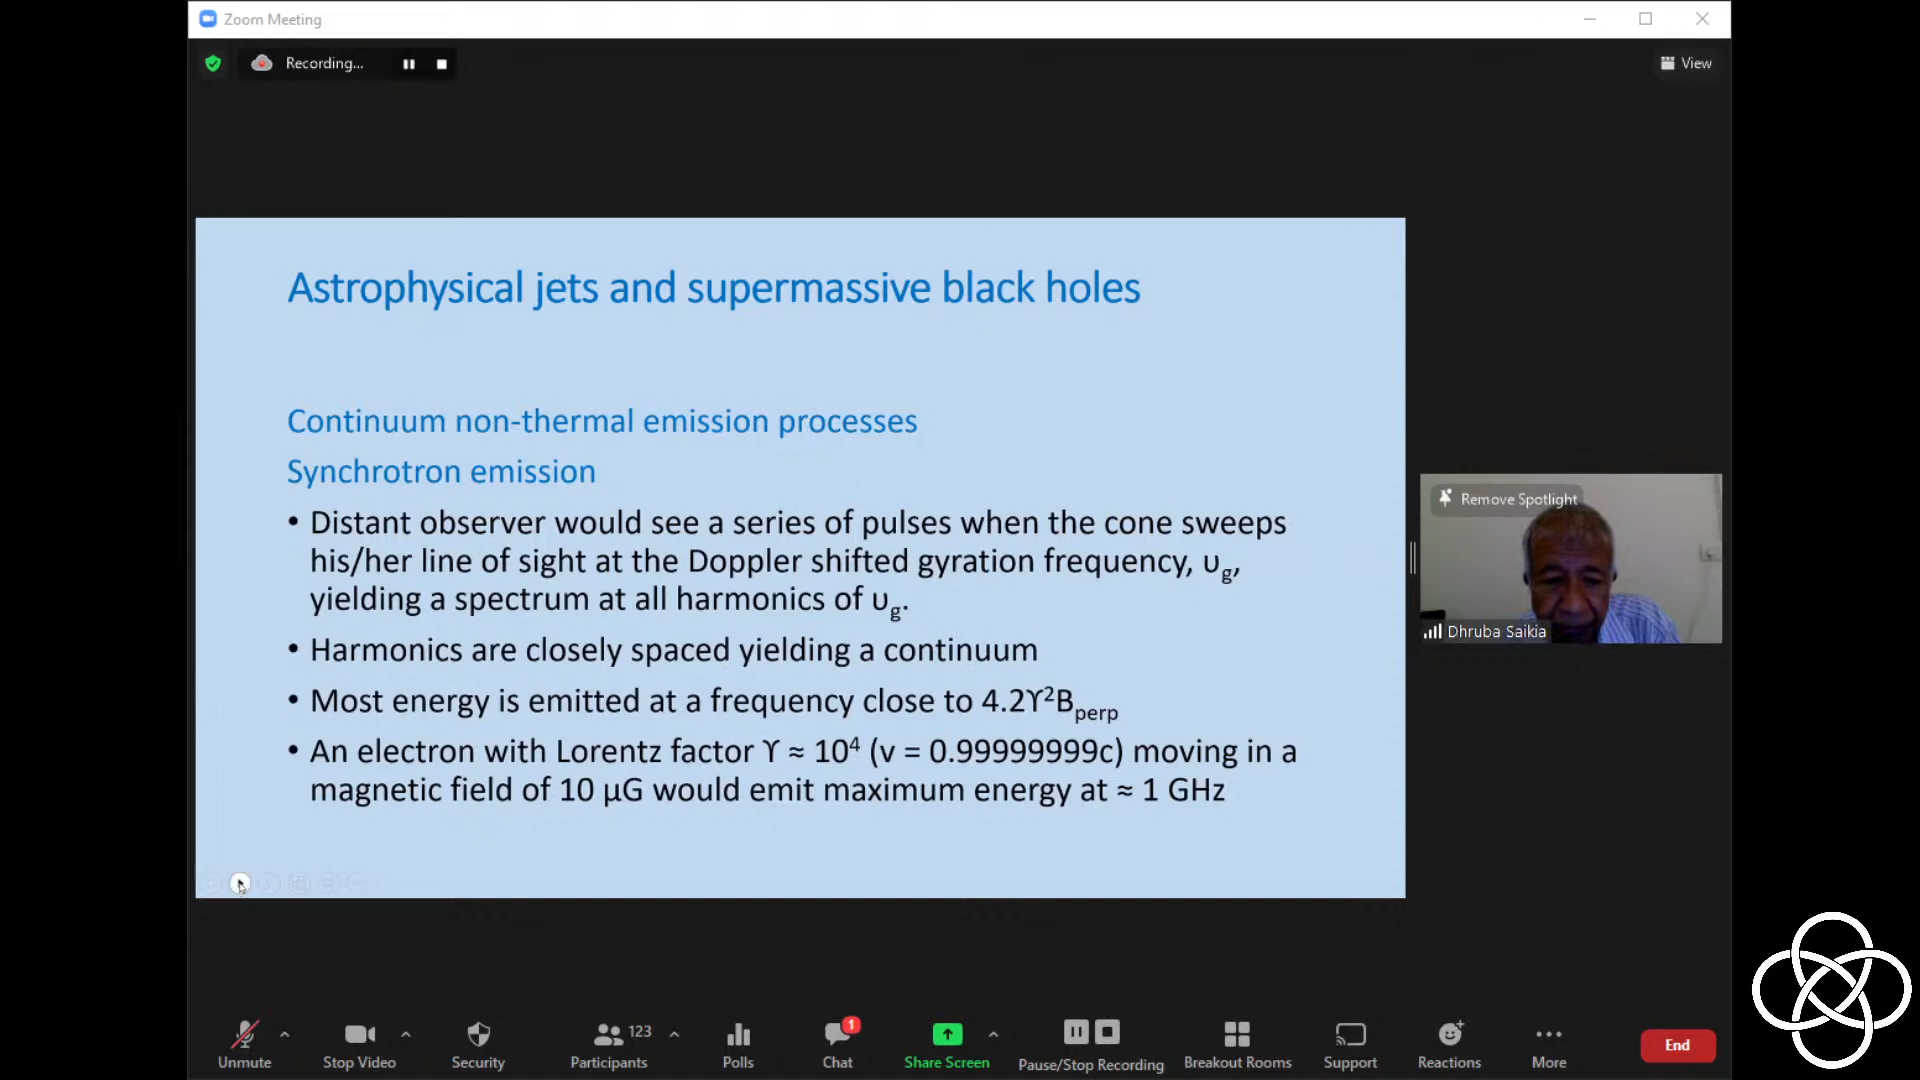 Zoom Meeting
Recording...
View
Astrophysical jets and supermassive black holes
Continuum non-thermal emission processes
Synchrotron emission
• Distant observer would see a series of pulses when the cone sweeps
his/her line of sight at the Doppler shifted gyration frequency, υg,
yielding a spectrum at all harmonics of υg.
• Harmonics are closely spaced yielding a continuum
• Most energy is emitted at a frequency close to 4.2ϒ²Bperp
• An electron with Lorentz factor ϒ ≈ 10⁴ (v = 0.99999999c) moving in a
magnetic field of 10 µG would emit maximum energy at ≈ 1 GHz
Remove Spotlight
Dhruba Saikia
Unmute
Stop Video
Security
123
Participants
Polls
1
Chat
Share Screen
Pause/Stop Recording
Breakout Rooms
Support
Reactions
More
End